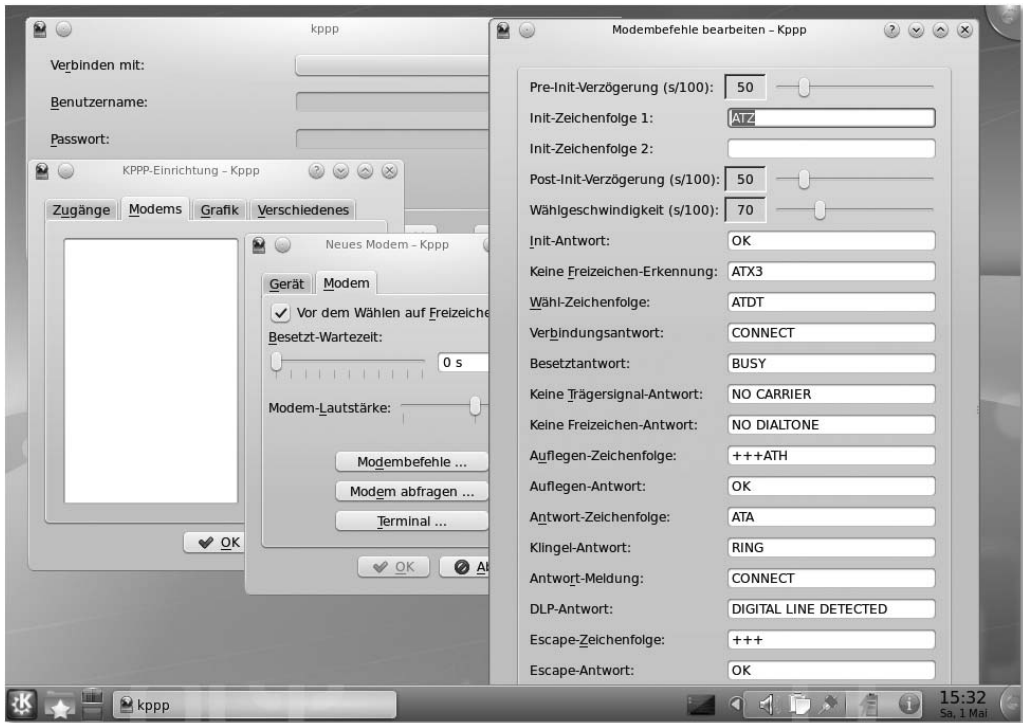 kppp
Verbinden mit:
Benutzername:
Passwort:
KPPP-Einrichtung – Kppp
Zugänge Modems Grafik Verschiedenes
OK
Neues Modem – Kppp
Gerät Modem
Vor dem Wählen auf Freizeiche
Besetzt-Wartezeit:
0 s
Modem-Lautstärke:
Modembefehle ...
Modem abfragen ...
Terminal ...
OK Ab
Modembefehle bearbeiten – Kppp
Pre-Init-Verzögerung (s/100): 50
Init-Zeichenfolge 1: ATZ
Init-Zeichenfolge 2:
Post-Init-Verzögerung (s/100): 50
Wählgeschwindigkeit (s/100): 70
Init-Antwort: OK
Keine Freizeichen-Erkennung: ATX3
Wähl-Zeichenfolge: ATDT
Verbindungsantwort: CONNECT
Besetztantwort: BUSY
Keine Trägersignal-Antwort: NO CARRIER
Keine Freizeichen-Antwort: NO DIALTONE
Auflegen-Zeichenfolge: +++ATH
Auflegen-Antwort: OK
Antwort-Zeichenfolge: ATA
Klingel-Antwort: RING
Antwort-Meldung: CONNECT
DLP-Antwort: DIGITAL LINE DETECTED
Escape-Zeichenfolge: +++
Escape-Antwort: OK
kppp
15:32
Sa, 1 Mai